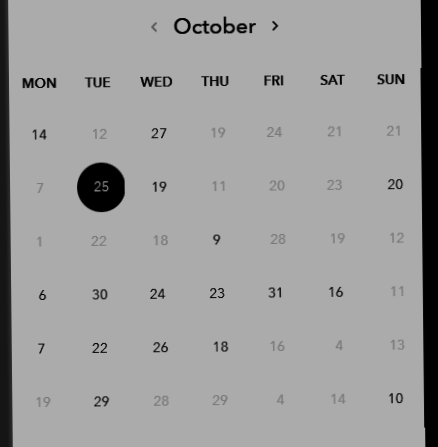 ‹ October ›
MON TUE WED THU FRI SAT SUN
14 12 27 19 24 21 21
7 25 19 11 20 23 20
1 22 18 9 28 19 12
6 30 24 23 31 16 11
7 22 26 18 16 4 13
19 29 28 29 4 14 10